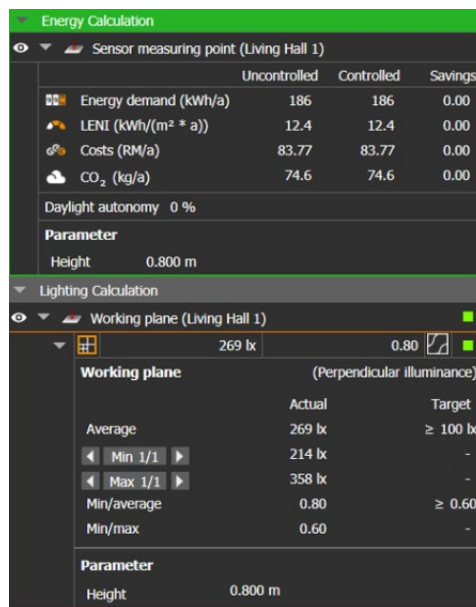 Energy Calculation
Sensor measuring point (Living Hall 1)
Uncontrolled Controlled Savings
Energy demand (kWh/a) 186 186 0.00
LENI (kWh/(m² * a)) 12.4 12.4 0.00
Costs (RM/a) 83.77 83.77 0.00
CO₂ (kg/a) 74.6 74.6 0.00
Daylight autonomy 0 %
Parameter
Height 0.800 m
Lighting Calculation
Working plane (Living Hall 1)
269 lx 0.80
Working plane (Perpendicular illuminance)
Actual Target
Average 269 lx ≥ 100 lx
Min 1/1 214 lx -
Max 1/1 358 lx -
Min/average 0.80 ≥ 0.60
Min/max 0.60 -
Parameter
Height 0.800 m